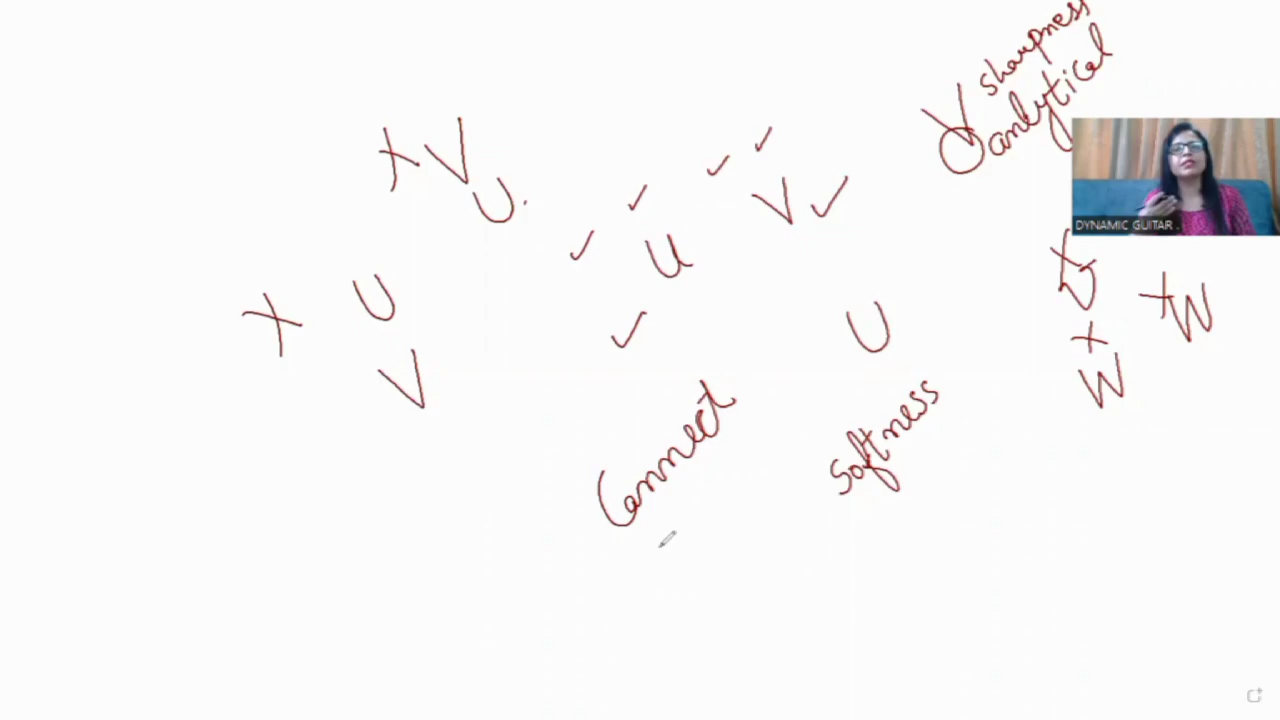 sharpness
analytical
X V
U
V
U
X U
V
U
X
X W
X
W
Connect
Softness
DYNAMIC GUITAR .